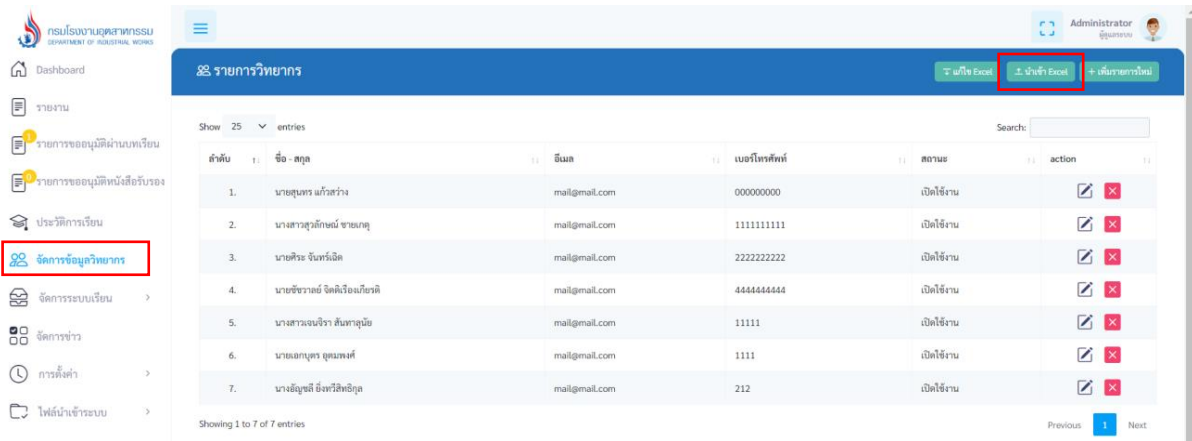 กรมโรงงานอุตสาหกรรม
DEPARTMENT OF INDUSTRIAL WORKS
Administrator
ผู้ดูแลระบบ
Dashboard
รายงาน
1
รายการขออนุมัติผ่านบทเรียน
รายการขออนุมัติหนังสือรับรอง
ประวัติการเรียน
จัดการข้อมูลวิทยากร
จัดการระบบเรียน
จัดการข่าว
การตั้งค่า
ไฟล์นำเข้าระบบ
รายการวิทยากร
แก้ไข Excel
นำเข้า Excel
+ เพิ่มรายการใหม่
Show 25 entries
Search:
ลำดับ ชื่อ - สกุล อีเมล เบอร์โทรศัพท์ สถานะ action
1. นายสุนทร แก้วสว่าง mail@mail.com 000000000 เปิดใช้งาน
2. นางสาวสุวลักษณ์ ชายเกตุ mail@mail.com 1111111111 เปิดใช้งาน
3. นายศิระ จันทร์เฉิด mail@mail.com 2222222222 เปิดใช้งาน
4. นายชัชวาลย์ จิตติเรืองเกียรติ mail@mail.com 4444444444 เปิดใช้งาน
5. นางสาวเจนจิรา สันทาลุนัย mail@mail.com 11111 เปิดใช้งาน
6. นายเอกบุตร อุตมพงศ์ mail@mail.com 1111 เปิดใช้งาน
7. นางอัญชลี ยิ่งทวีสิทธิกุล mail@mail.com 212 เปิดใช้งาน
Showing 1 to 7 of 7 entries
Previous 1 Next